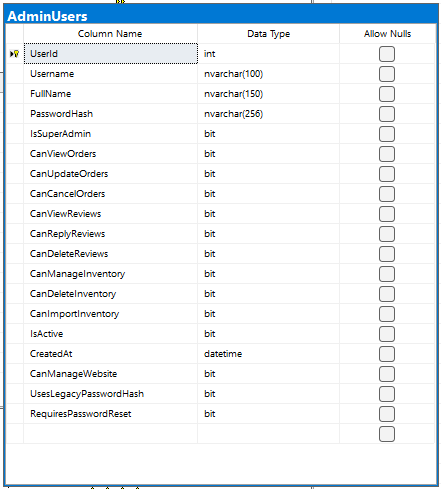 AdminUsers
Column Name Data Type Allow Nulls
UserId int
Username nvarchar(100)
FullName nvarchar(150)
PasswordHash nvarchar(256)
IsSuperAdmin bit
CanViewOrders bit
CanUpdateOrders bit
CanCancelOrders bit
CanViewReviews bit
CanReplyReviews bit
CanDeleteReviews bit
CanManageInventory bit
CanDeleteInventory bit
CanImportInventory bit
IsActive bit
CreatedAt datetime
CanManageWebsite bit
UsesLegacyPasswordHash bit
RequiresPasswordReset bit